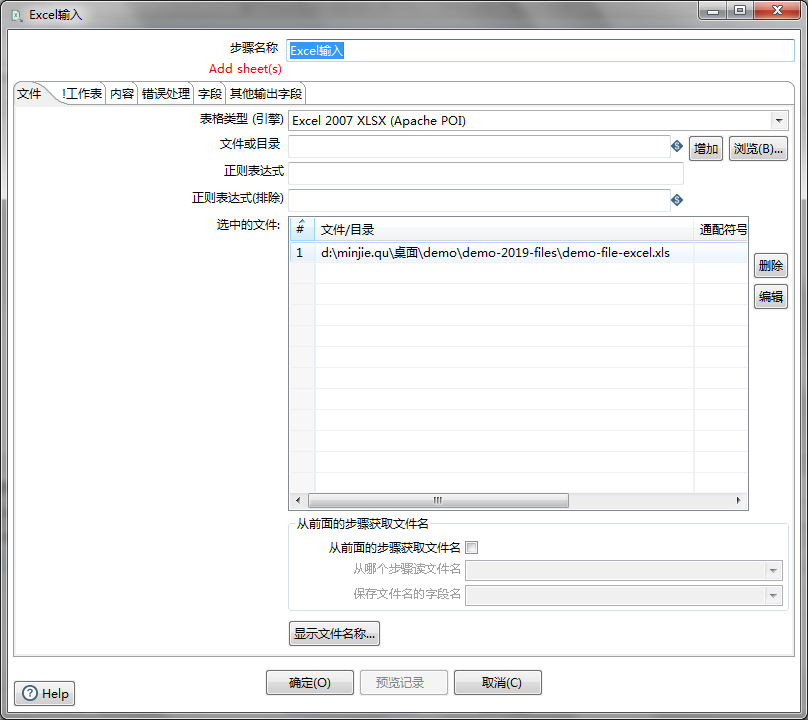 Excel输入
步骤名称 Excel输入
Add sheet(s)
文件 !工作表 内容 错误处理 字段 其他输出字段
表格类型 (引擎) Excel 2007 XLSX (Apache POI)
文件或目录 增加 浏览(B)...
正则表达式
正则表达式(排除)
选中的文件: # 文件/目录 通配符号
1 d:\minjie.qu\桌面\demo\demo-2019-files\demo-file-excel.xls
删除
编辑
从前面的步骤获取文件名
从前面的步骤获取文件名
从哪个步骤读文件名
保存文件名的字段名
显示文件名称...
确定(O) 预览记录 取消(C)
Help